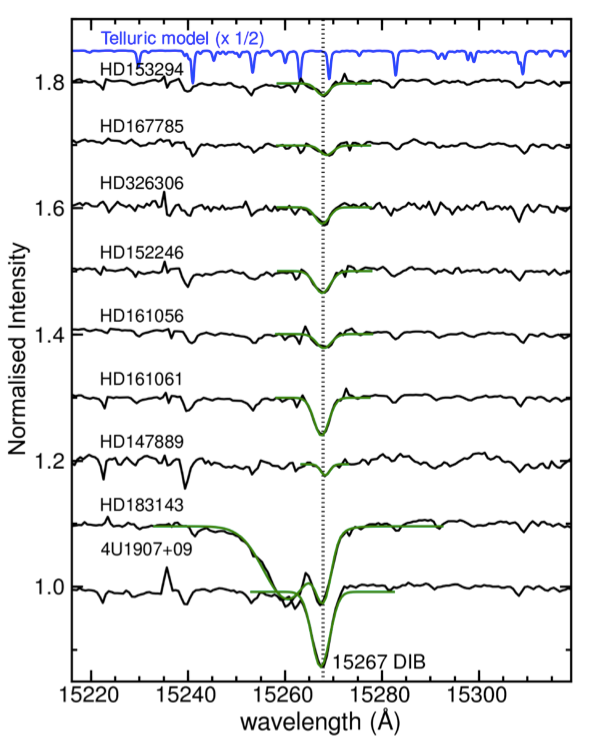 Telluric model (x 1/2)
HD153294
1.8
HD167785
HD326306
1.6
HD152246
HD161056
1.4
HD161061
HD147889
1.2
HD183143
4U1907+09
1.0
15267 DIB
15220 15240 15260 15280 15300
wavelength (Å)
Normalised Intensity